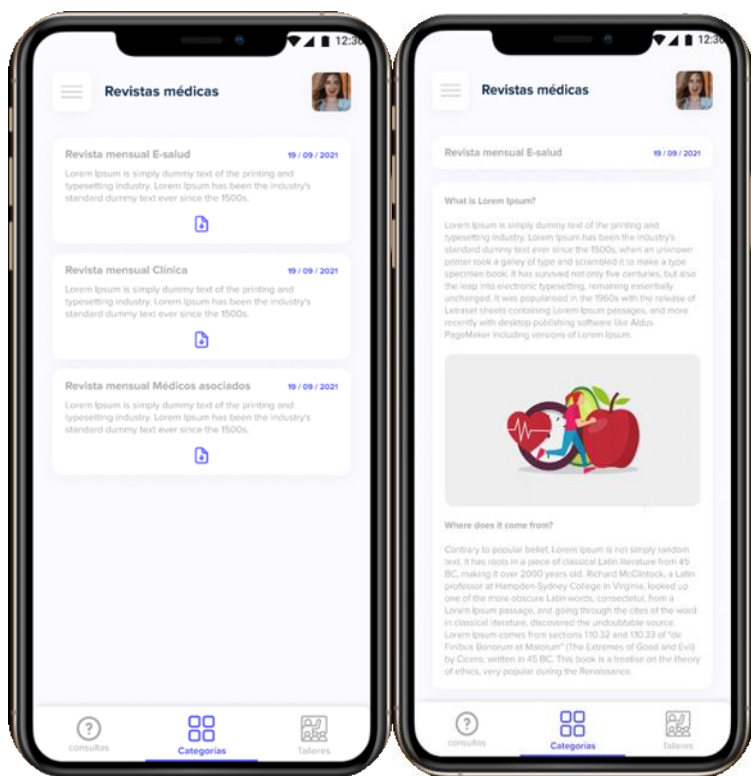 12:30
Revistas médicas
Revista mensual E-salud
19 / 09 / 2021
Lorem Ipsum is simply dummy text of the printing and
typesetting industry. Lorem Ipsum has been the industry's
standard dummy text ever since the 1500s.
Revista mensual Clínica
19 / 09 / 2021
Lorem Ipsum is simply dummy text of the printing and
typesetting industry. Lorem Ipsum has been the industry's
standard dummy text ever since the 1500s.
Revista mensual Médicos asociados
19 / 09 / 2021
Lorem Ipsum is simply dummy text of the printing and
typesetting industry. Lorem Ipsum has been the industry's
standard dummy text ever since the 1500s.
consultas
Categorías
Talleres
12:30
Revistas médicas
Revista mensual E-salud
19 / 09 / 2021
What is Lorem Ipsum?
Lorem Ipsum is simply dummy text of the printing and
typesetting industry. Lorem Ipsum has been the industry's
standard dummy text ever since the 1500s, when an unknown
printer took a galley of type and scrambled it to make a type
specimen book. It has survived not only five centuries, but also
the leap into electronic typesetting, remaining essentially
unchanged. It was popularised in the 1960s with the release of
Letraset sheets containing Lorem Ipsum passages, and more
recently with desktop publishing software like Aldus
PageMaker including versions of Lorem Ipsum.
Where does it come from?
Contrary to popular belief, Lorem Ipsum is not simply random
text. It has roots in a piece of classical Latin literature from 45
BC, making it over 2000 years old. Richard McClintock, a Latin
professor at Hampden-Sydney College in Virginia, looked up
one of the more obscure Latin words, consectetur, from a
Lorem Ipsum passage, and going through the cites of the word
in classical literature, discovered the undoubtable source.
Lorem Ipsum comes from sections 1.10.32 and 1.10.33 of "de
Finibus Bonorum et Malorum" (The Extremes of Good and Evil)
by Cicero, written in 45 BC. This book is a treatise on the theory
of ethics, very popular during the Renaissance.
consultas
Categorías
Talleres